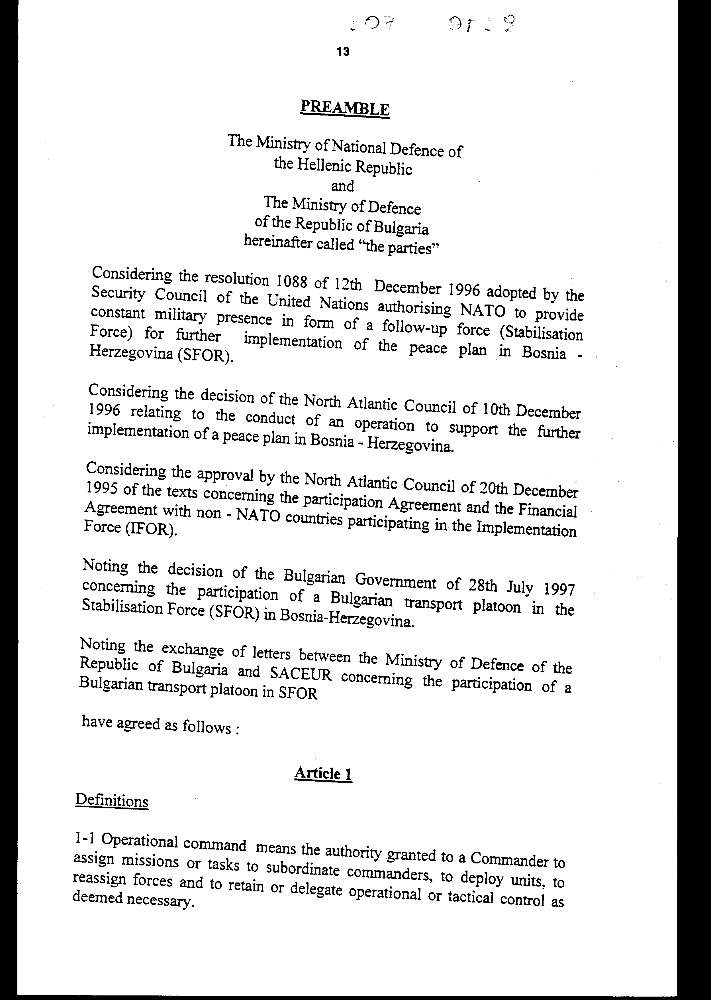 13
PREAMBLE
The Ministry of National Defence of
the Hellenic Republic
and
The Ministry of Defence
of the Republic of Bulgaria
hereinafter called “the parties”
Considering the resolution 1088 of 12th December 1996 adopted by the
Security Council of the United Nations authorising NATO to provide
constant military presence in form of a follow-up force (Stabilisation
Force) for further implementation of the peace plan in Bosnia -
Herzegovina (SFOR).
Considering the decision of the North Atlantic Council of 10th December
1996 relating to the conduct of an operation to support the further
implementation of a peace plan in Bosnia - Herzegovina.
Considering the approval by the North Atlantic Council of 20th December
1995 of the texts concerning the participation Agreement and the Financial
Agreement with non - NATO countries participating in the Implementation
Force (IFOR).
Noting the decision of the Bulgarian Government of 28th July 1997
concerning the participation of a Bulgarian transport platoon in the
Stabilisation Force (SFOR) in Bosnia-Herzegovina.
Noting the exchange of letters between the Ministry of Defence of the
Republic of Bulgaria and SACEUR concerning the participation of a
Bulgarian transport platoon in SFOR
have agreed as follows :
Article 1
Definitions
1-1 Operational command means the authority granted to a Commander to
assign missions or tasks to subordinate commanders, to deploy units, to
reassign forces and to retain or delegate operational or tactical control as
deemed necessary.